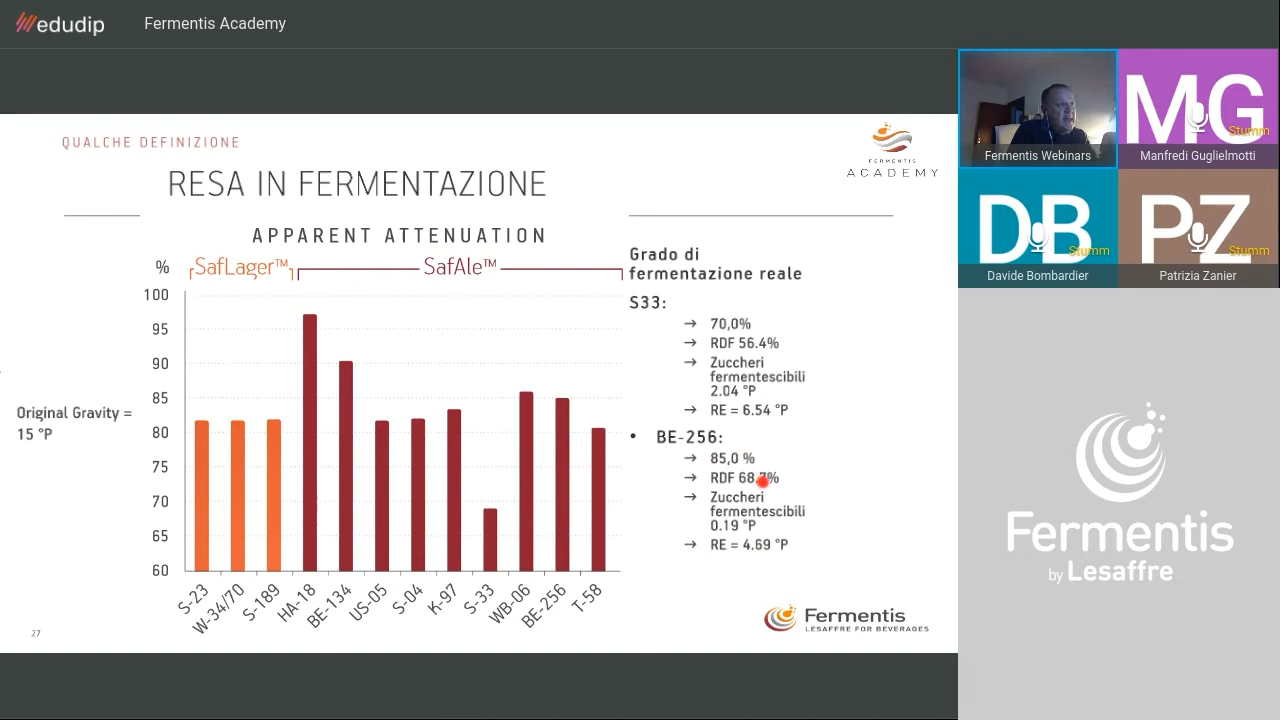 edudip
Fermentis Academy
QUALCHE DEFINIZIONE
FERMENTIS
ACADEMY
RESA IN FERMENTAZIONE
APPARENT ATTENUATION
%
SafLager™
SafAle™
100
95
90
85
80
75
70
65
60
Original Gravity =
15 °P
S-23
W-34/70
S-189
HA-18
BE-134
US-05
S-04
K-97
S-33
WB-06
BE-256
T-58
Grado di
fermentazione reale
S33:
→ 70,0%
→ RDF 56.4%
→ Zuccheri
fermentescibili
2.04 °P
→ RE = 6.54 °P
• BE-256:
→ 85,0 %
→ RDF 68.7%
→ Zuccheri
fermentescibili
0.19 °P
→ RE = 4.69 °P
27
Fermentis
LESAFFRE FOR BEVERAGES
Fermentis Webinars
MG
Stumm
Manfredi Guglielmotti
DB
Stumm
Davide Bombardier
PZ
Stumm
Patrizia Zanier
Fermentis
by Lesaffre